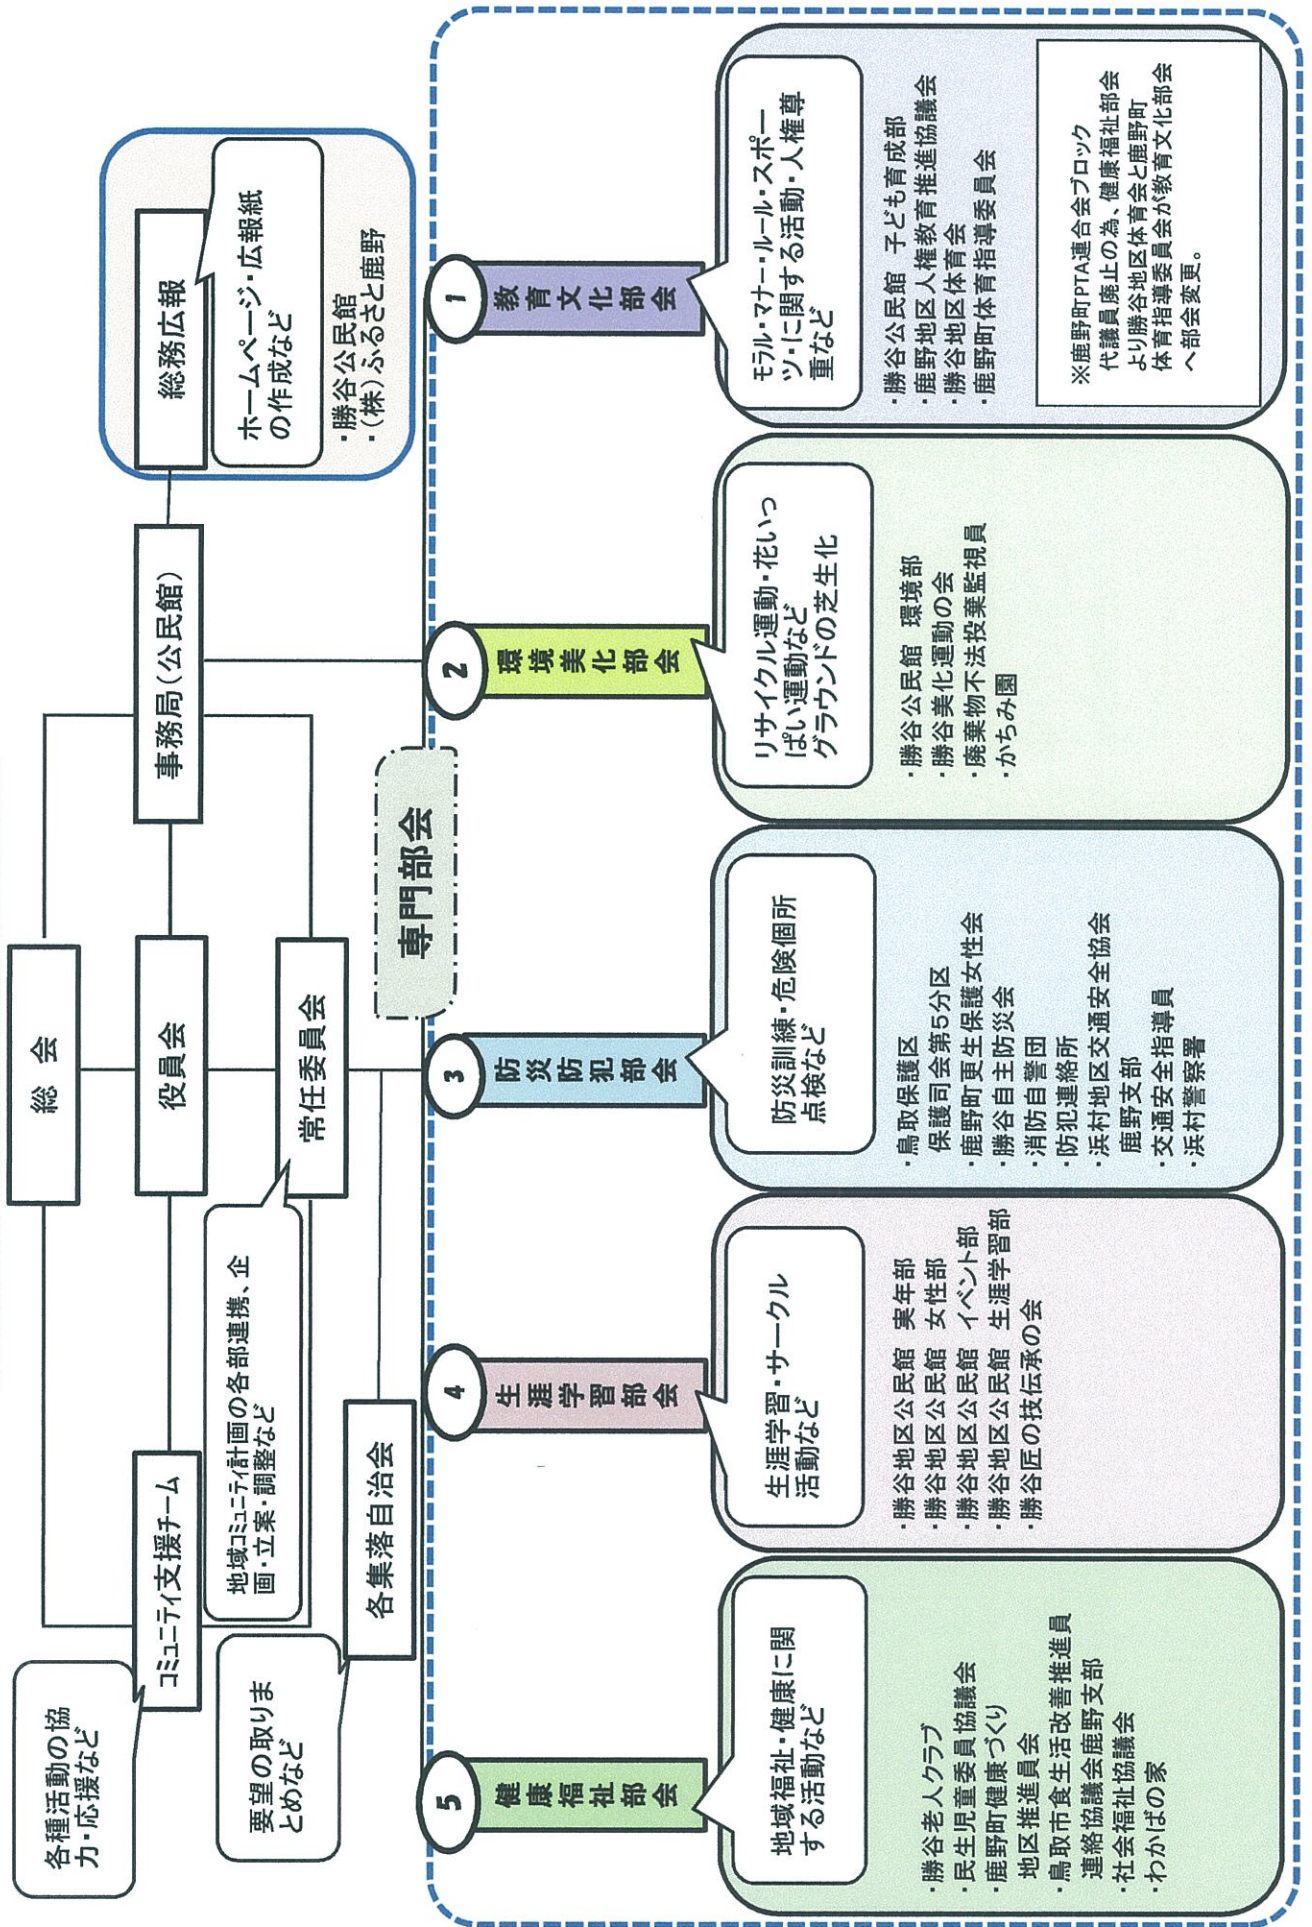 総 会
役員会
常任委員会
事務局(公民館)
総務広報
ホームページ・広報紙
の作成など
・勝谷公民館
・(株)ふるさと鹿野
コミュニティ支援チーム
各種活動の協
力・応援など
地域コミュニティ計画の各部連携、企
画・立案・調整など
各集落自治会
要望の取りま
とめなど
専門部会
5
健康福祉部会
地域福祉・健康に関
する活動など
・勝谷老人クラブ
・民生児童委員協議会
・鹿野町健康づくり
地区推進員会
・鳥取市食生活改善推進員
連絡協議会鹿野支部
・社会福祉協議会
・わかばの家
4
生涯学習部会
生涯学習・サークル
活動など
・勝谷地区公民館 実年部
・勝谷地区公民館 女性部
・勝谷地区公民館 イベント部
・勝谷地区公民館 生涯学習部
・勝谷匠の技伝承の会
3
防災防犯部会
防災訓練・危険個所
点検など
・鳥取保護区
保護司会第5分区
・鹿野町更生保護女性会
・勝谷自主防災会
・消防自警団
・防犯連絡所
・浜村地区交通安全協会
鹿野支部
・交通安全指導員
・浜村警察署
2
環境美化部会
リサイクル運動・花いっ
ぱい運動など
グラウンドの芝生化
・勝谷公民館 環境部
・勝谷美化運動の会
・廃棄物不法投棄監視員
・かちみ園
1
教育文化部会
モラル・マナー・ルール・スポー
ツ・に関する活動・人権尊
重など
・勝谷公民館 子ども育成部
・鹿野地区人権教育推進協議会
・勝谷地区体育会
・鹿野町体育指導委員会
※鹿野町PTA連合会ブロック
代議員廃止の為、健康福祉部会
より勝谷地区体育会と鹿野町
体育指導委員会が教育文化部会
へ部会変更。